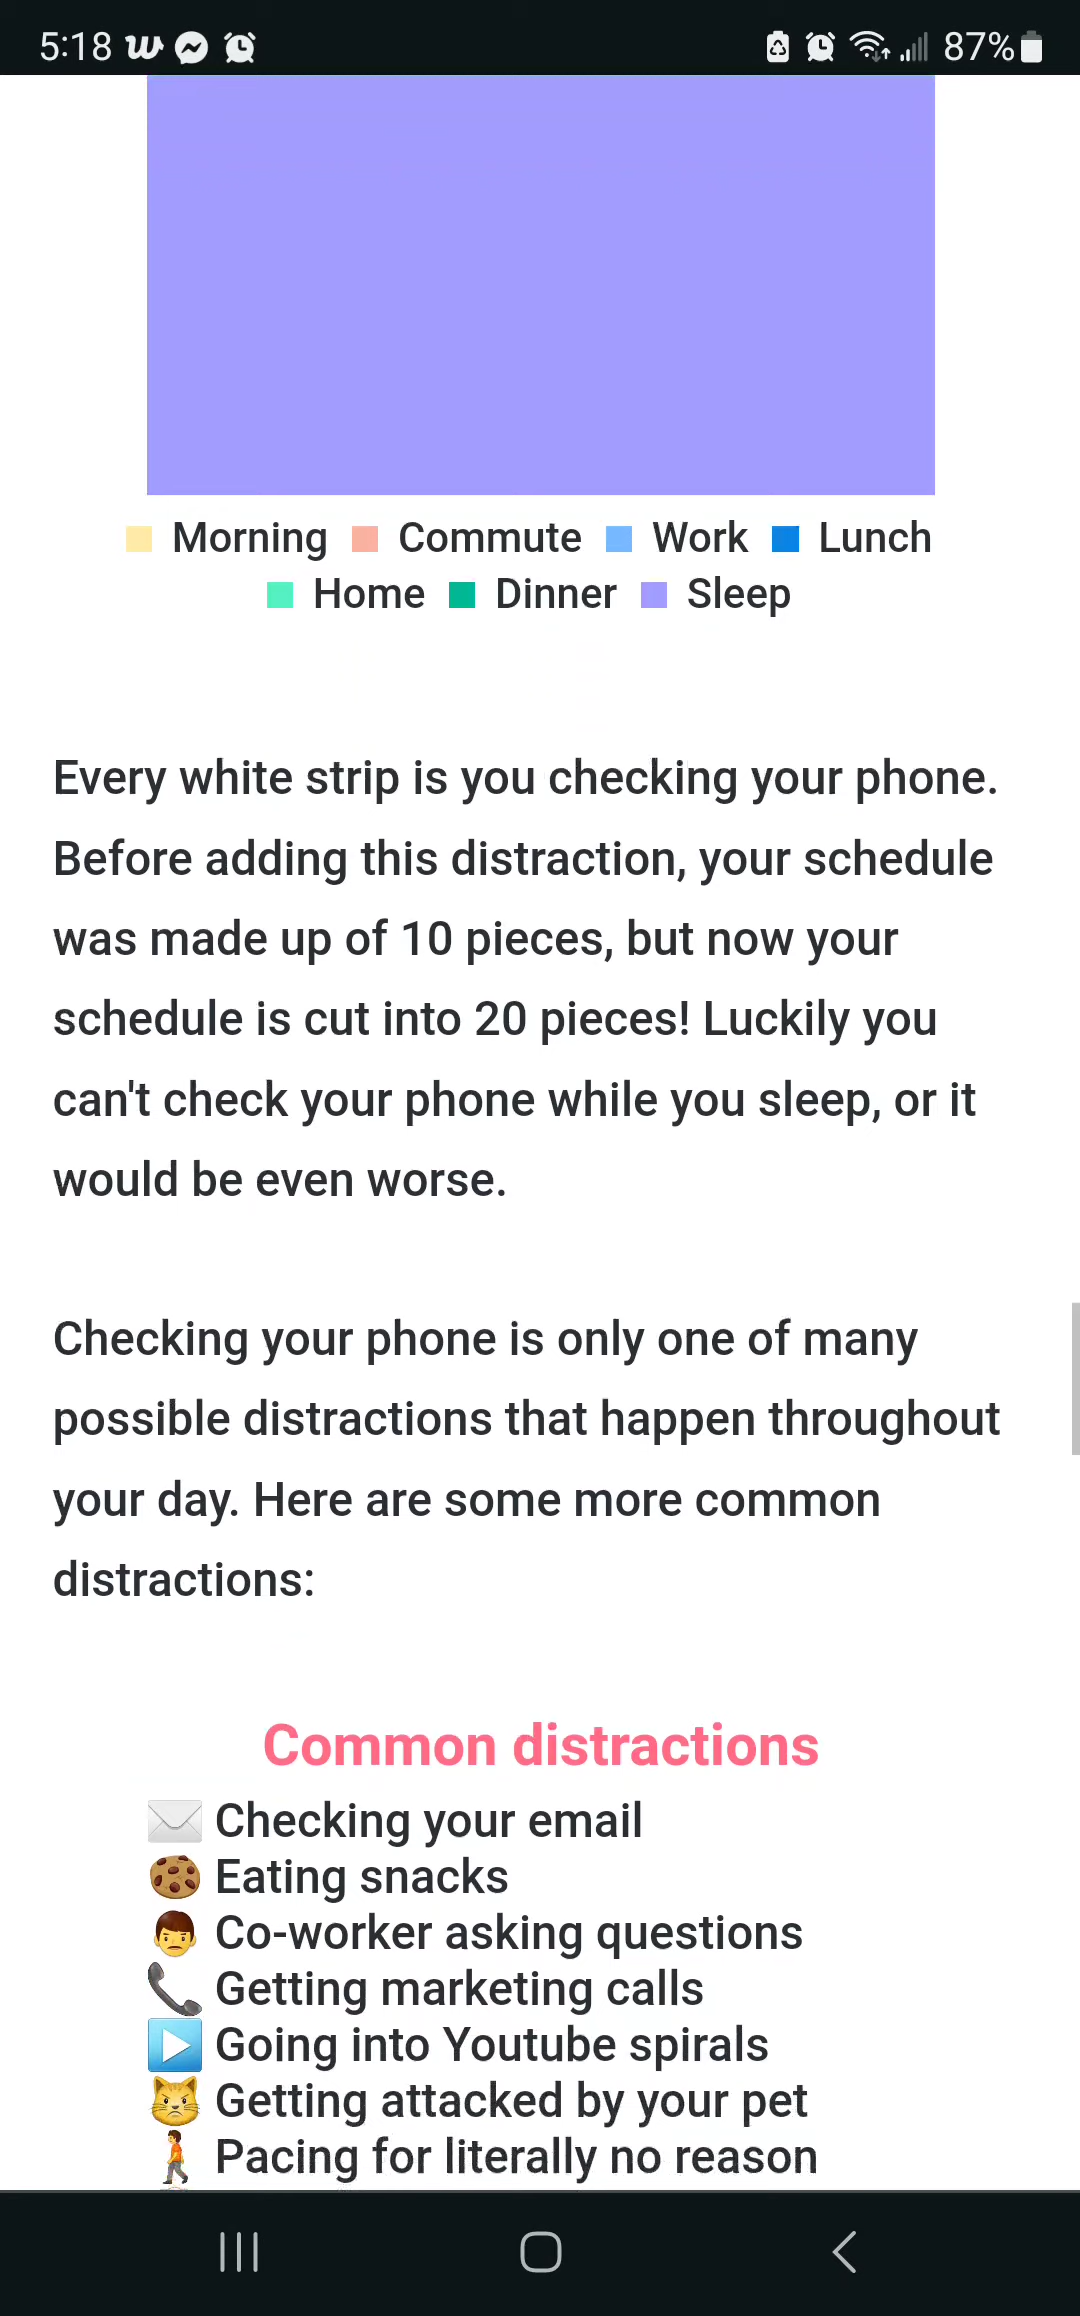 5:18 87%
Morning Commute Work Lunch
Home Dinner Sleep
Every white strip is you checking your phone.
Before adding this distraction, your schedule
was made up of 10 pieces, but now your
schedule is cut into 20 pieces! Luckily you
can't check your phone while you sleep, or it
would be even worse.
Checking your phone is only one of many
possible distractions that happen throughout
your day. Here are some more common
distractions:
Common distractions
Checking your email
Eating snacks
Co-worker asking questions
Getting marketing calls
Going into Youtube spirals
Getting attacked by your pet
Pacing for literally no reason